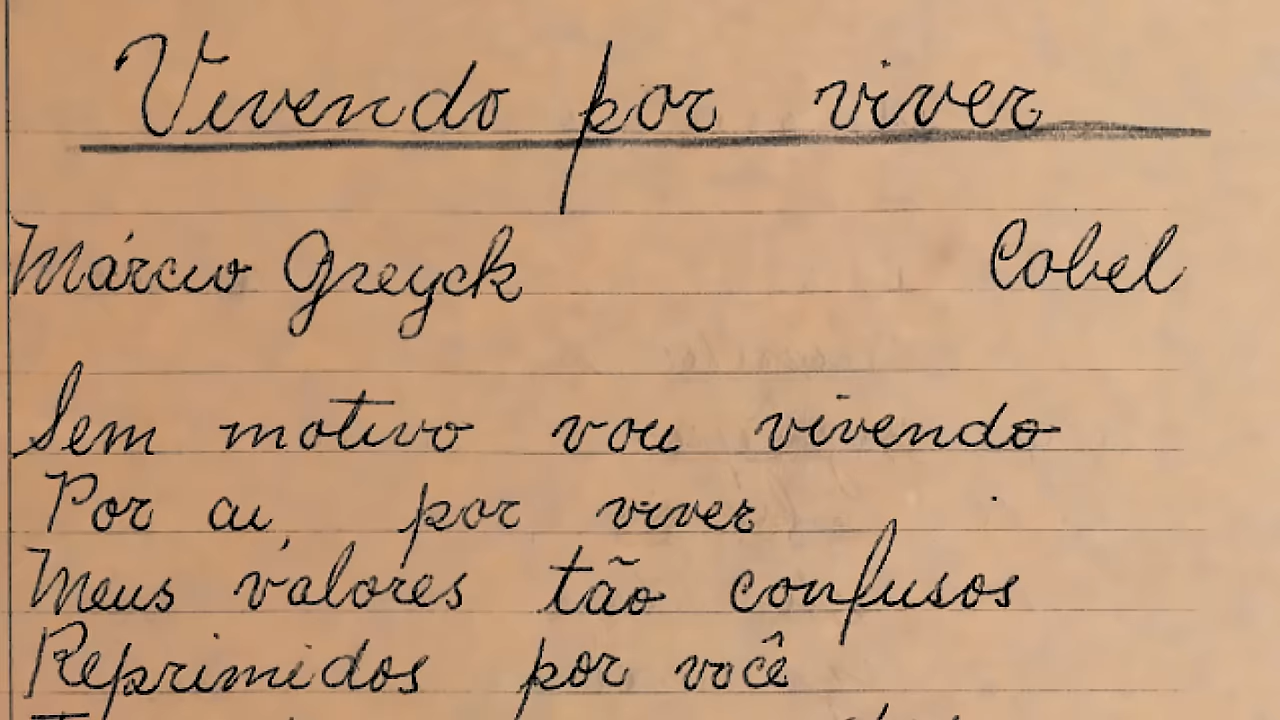 Vivendo por viver
Márcio Greyck Cobel
Sem motivo vou vivendo
Por ai, por viver
Meus valores tão confusos
Reprimidos por você